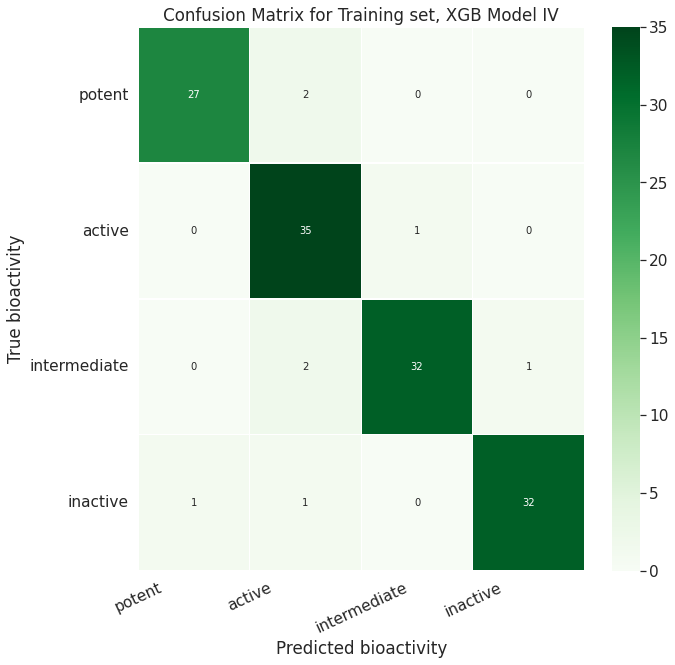 Confusion Matrix for Training set, XGB Model IV
True bioactivity
potent 27 2 0 0
active 0 35 1 0
intermediate 0 2 32 1
inactive 1 1 0 32
potent active intermediate inactive
Predicted bioactivity
35
30
25
20
15
10
5
0